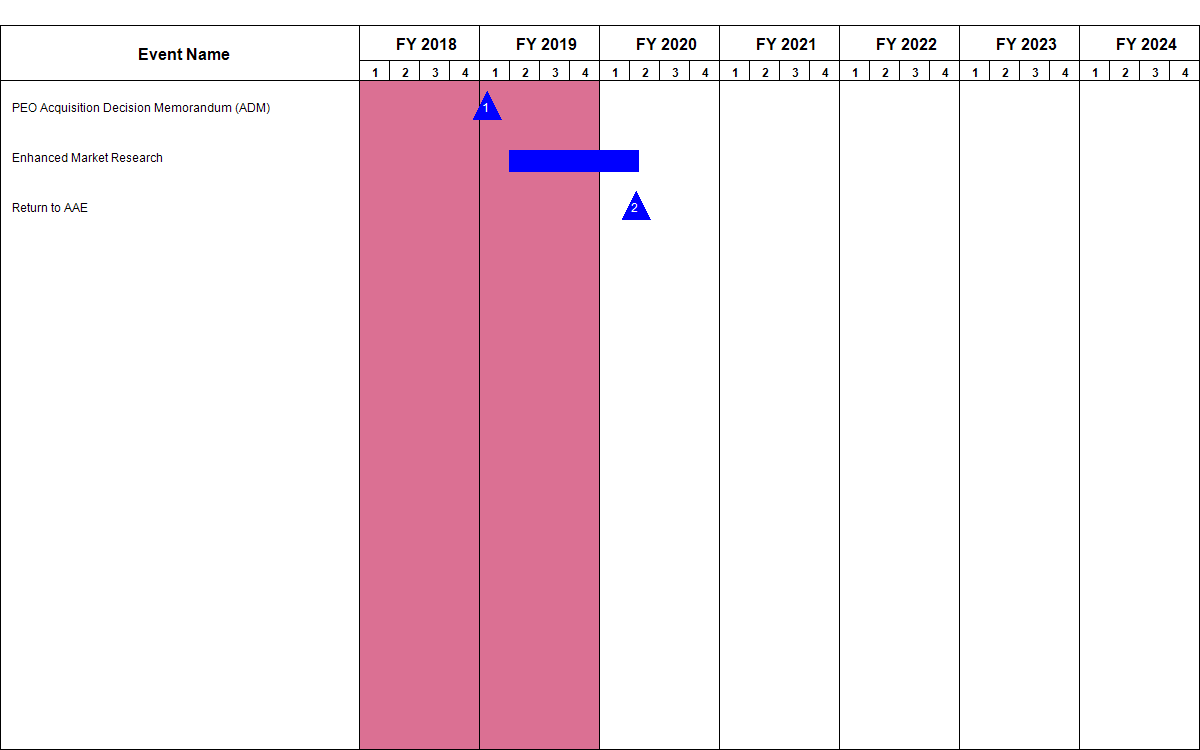 Event Name FY 2018 FY 2019 FY 2020 FY 2021 FY 2022 FY 2023 FY 2024
1 2 3 4 1 2 3 4 1 2 3 4 1 2 3 4 1 2 3 4 1 2 3 4 1 2 3 4
PEO Acquisition Decision Memorandum (ADM) 1
Enhanced Market Research
Return to AAE 2